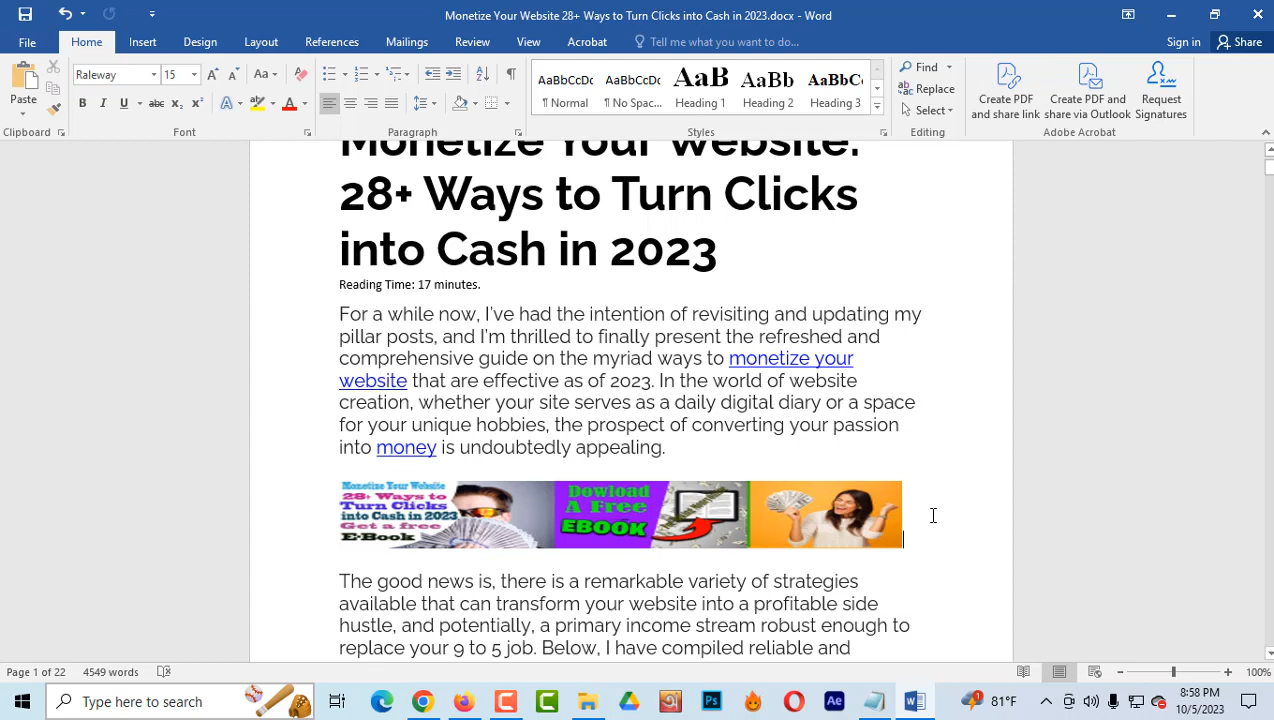 Monetize Your Website 28+ Ways to Turn Clicks into Cash in 2023.docx - Word
File Home Insert Design Layout References Mailings Review View Acrobat Tell me what you want to do... Sign in Share
Paste
Raleway 15
AaBbCcDc AaBbCcDc AaB AaBb AaBbCc
¶ Normal ¶ No Spac... Heading 1 Heading 2 Heading 3
Find
Replace
Select
Create PDF and share link
Create PDF and share via Outlook
Request Signatures
Clipboard Font Paragraph Styles Editing Adobe Acrobat
Monetize Your Website:
28+ Ways to Turn Clicks
into Cash in 2023
Reading Time: 17 minutes.
For a while now, I've had the intention of revisiting and updating my
pillar posts, and I'm thrilled to finally present the refreshed and
comprehensive guide on the myriad ways to monetize your
website that are effective as of 2023. In the world of website
creation, whether your site serves as a daily digital diary or a space
for your unique hobbies, the prospect of converting your passion
into money is undoubtedly appealing.
Monetize Your Website
28+ Ways to
Turn Clicks
into Cash in 2023
Get a free
E-Book
Dowload
A Free
EBOOK
The good news is, there is a remarkable variety of strategies
available that can transform your website into a profitable side
hustle, and potentially, a primary income stream robust enough to
replace your 9 to 5 job. Below, I have compiled reliable and
Page 1 of 22 4549 words 100%
Type here to search
81°F
8:58 PM
10/5/2023